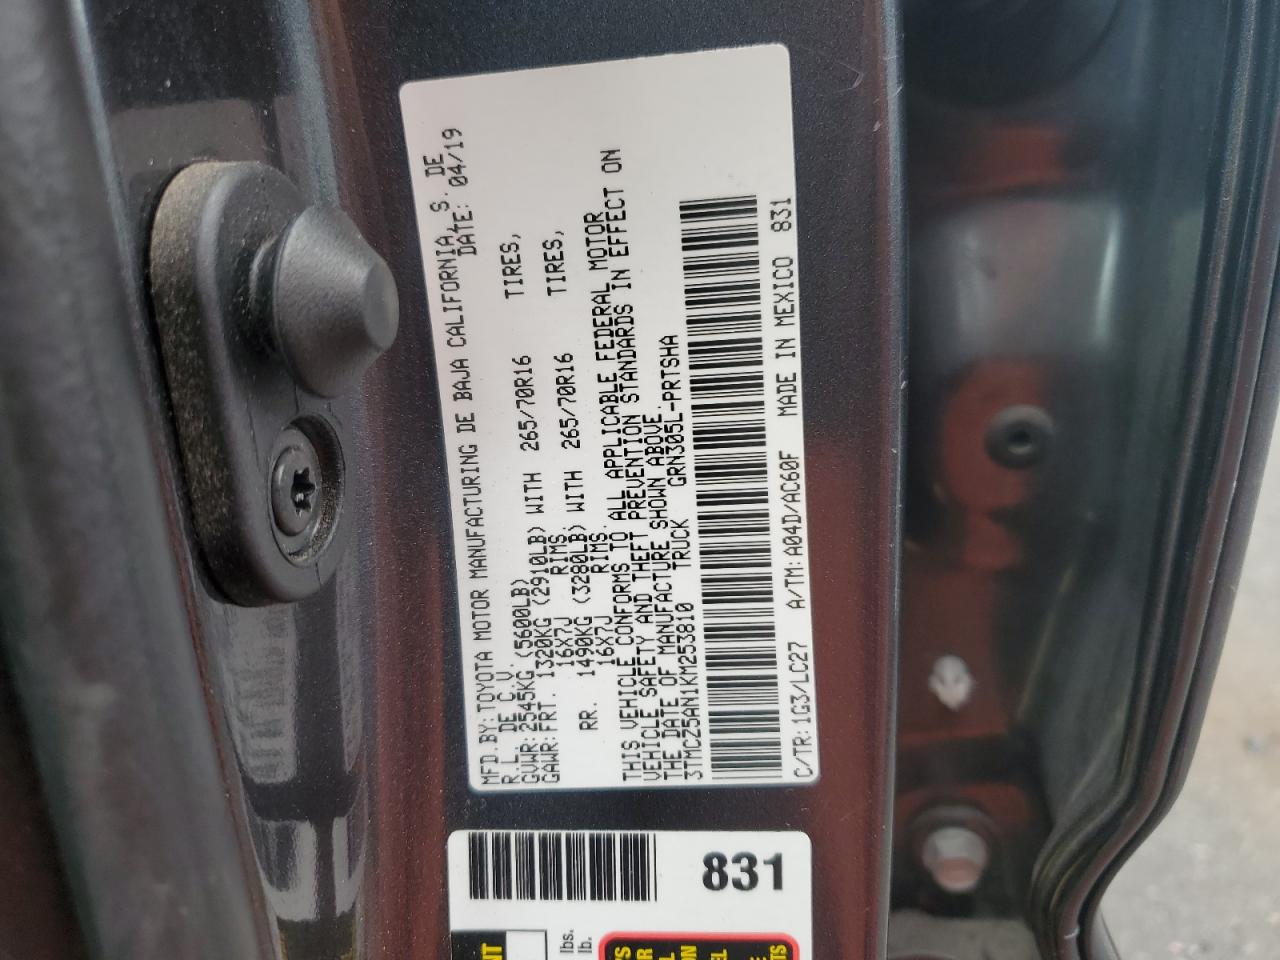 MFD.BY:TOYOTA MOTOR MANUFACTURING DE BAJA CALIFORNIA,S. DE
R.L. DE C.V. DATE: 04/19
GVWR:2545KG (5600LB)
GAWR:FRT. 1320KG (2910LB) WITH 265/70R16 TIRES,
16X7J RIMS
RR. 1490KG (3280LB) WITH 265/70R16 TIRES,
16X7J RIMS.
THIS VEHICLE CONFORMS TO ALL APPLICABLE FEDERAL MOTOR
VEHICLE SAFETY AND THEFT PREVENTION STANDARDS IN EFFECT ON
THE DATE OF MANUFACTURE SHOWN ABOVE.
3TMCZ5AN1KM253810 TRUCK GRN305L-PRTSHA
C/TR:1G3/LC27 A/TM:A04D/AC60F MADE IN MEXICO 831
831
lbs.
lb.